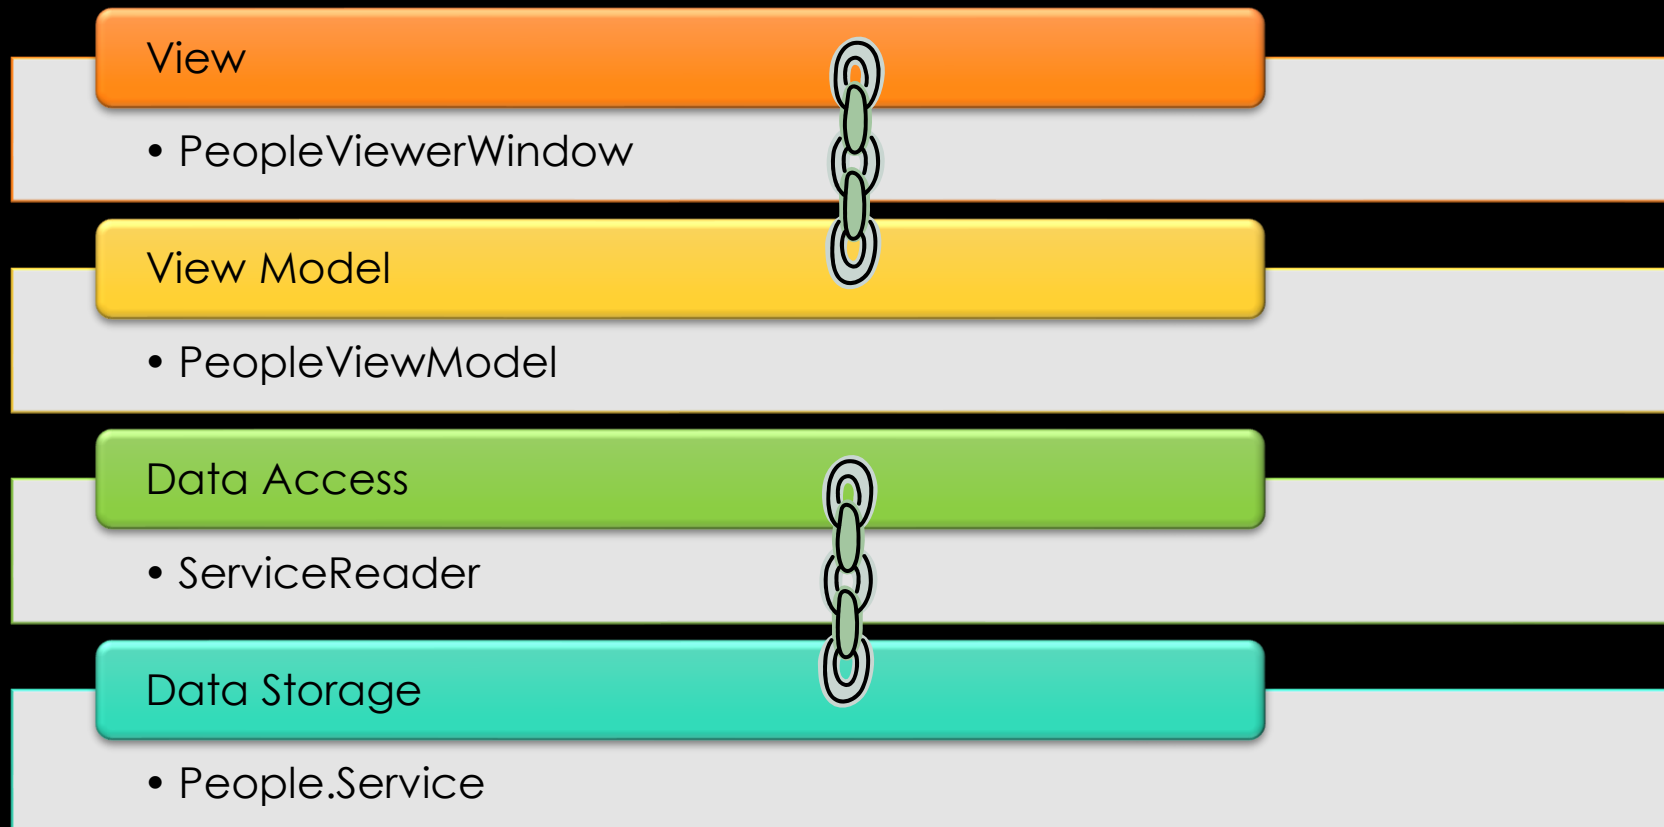 View
• PeopleViewerWindow
View Model
• PeopleViewModel
Data Access
• ServiceReader
Data Storage
• People.Service